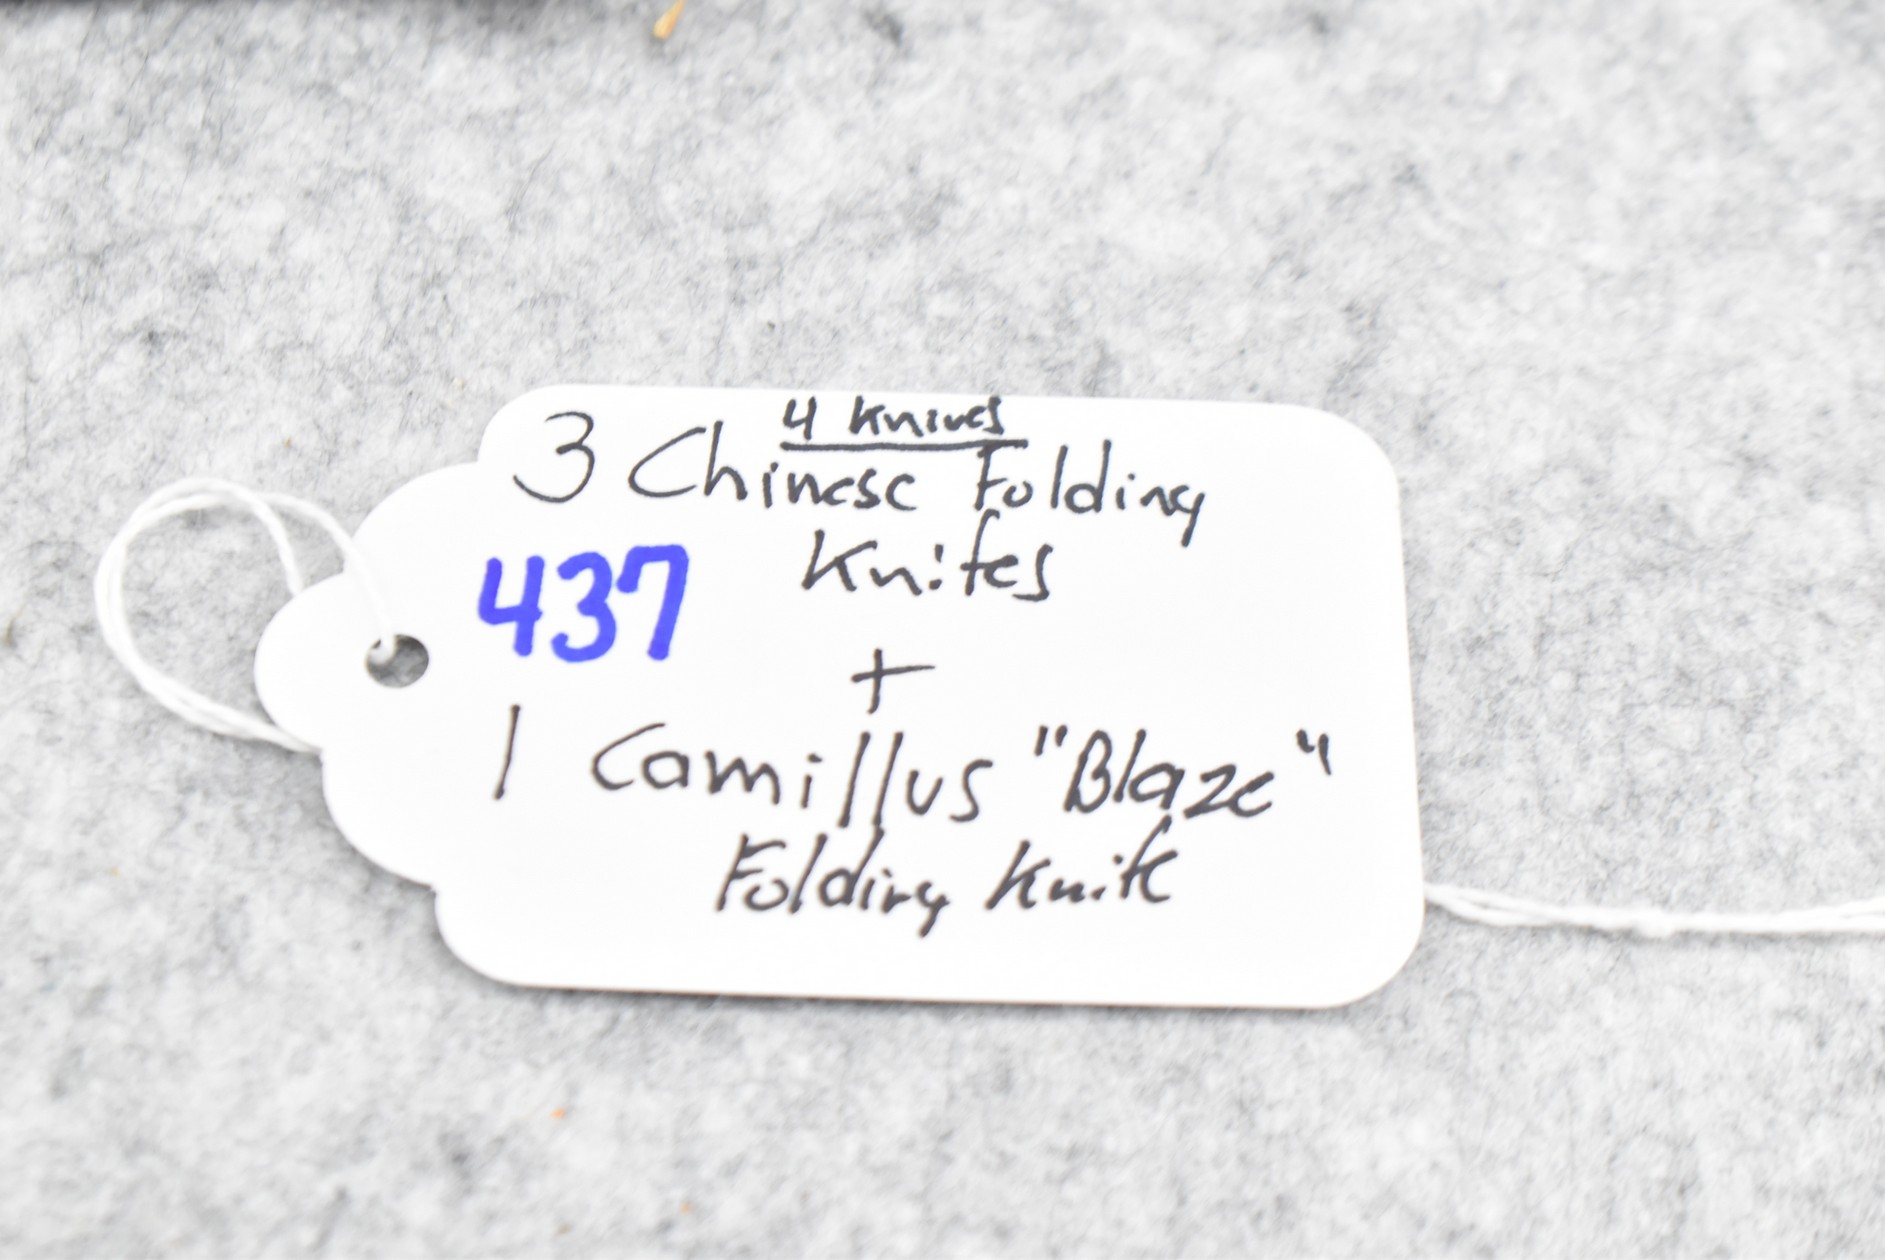 4 Knives
3 Chinese Folding
Knifes
437
+
1 Camillus "Blaze"
Folding Knife